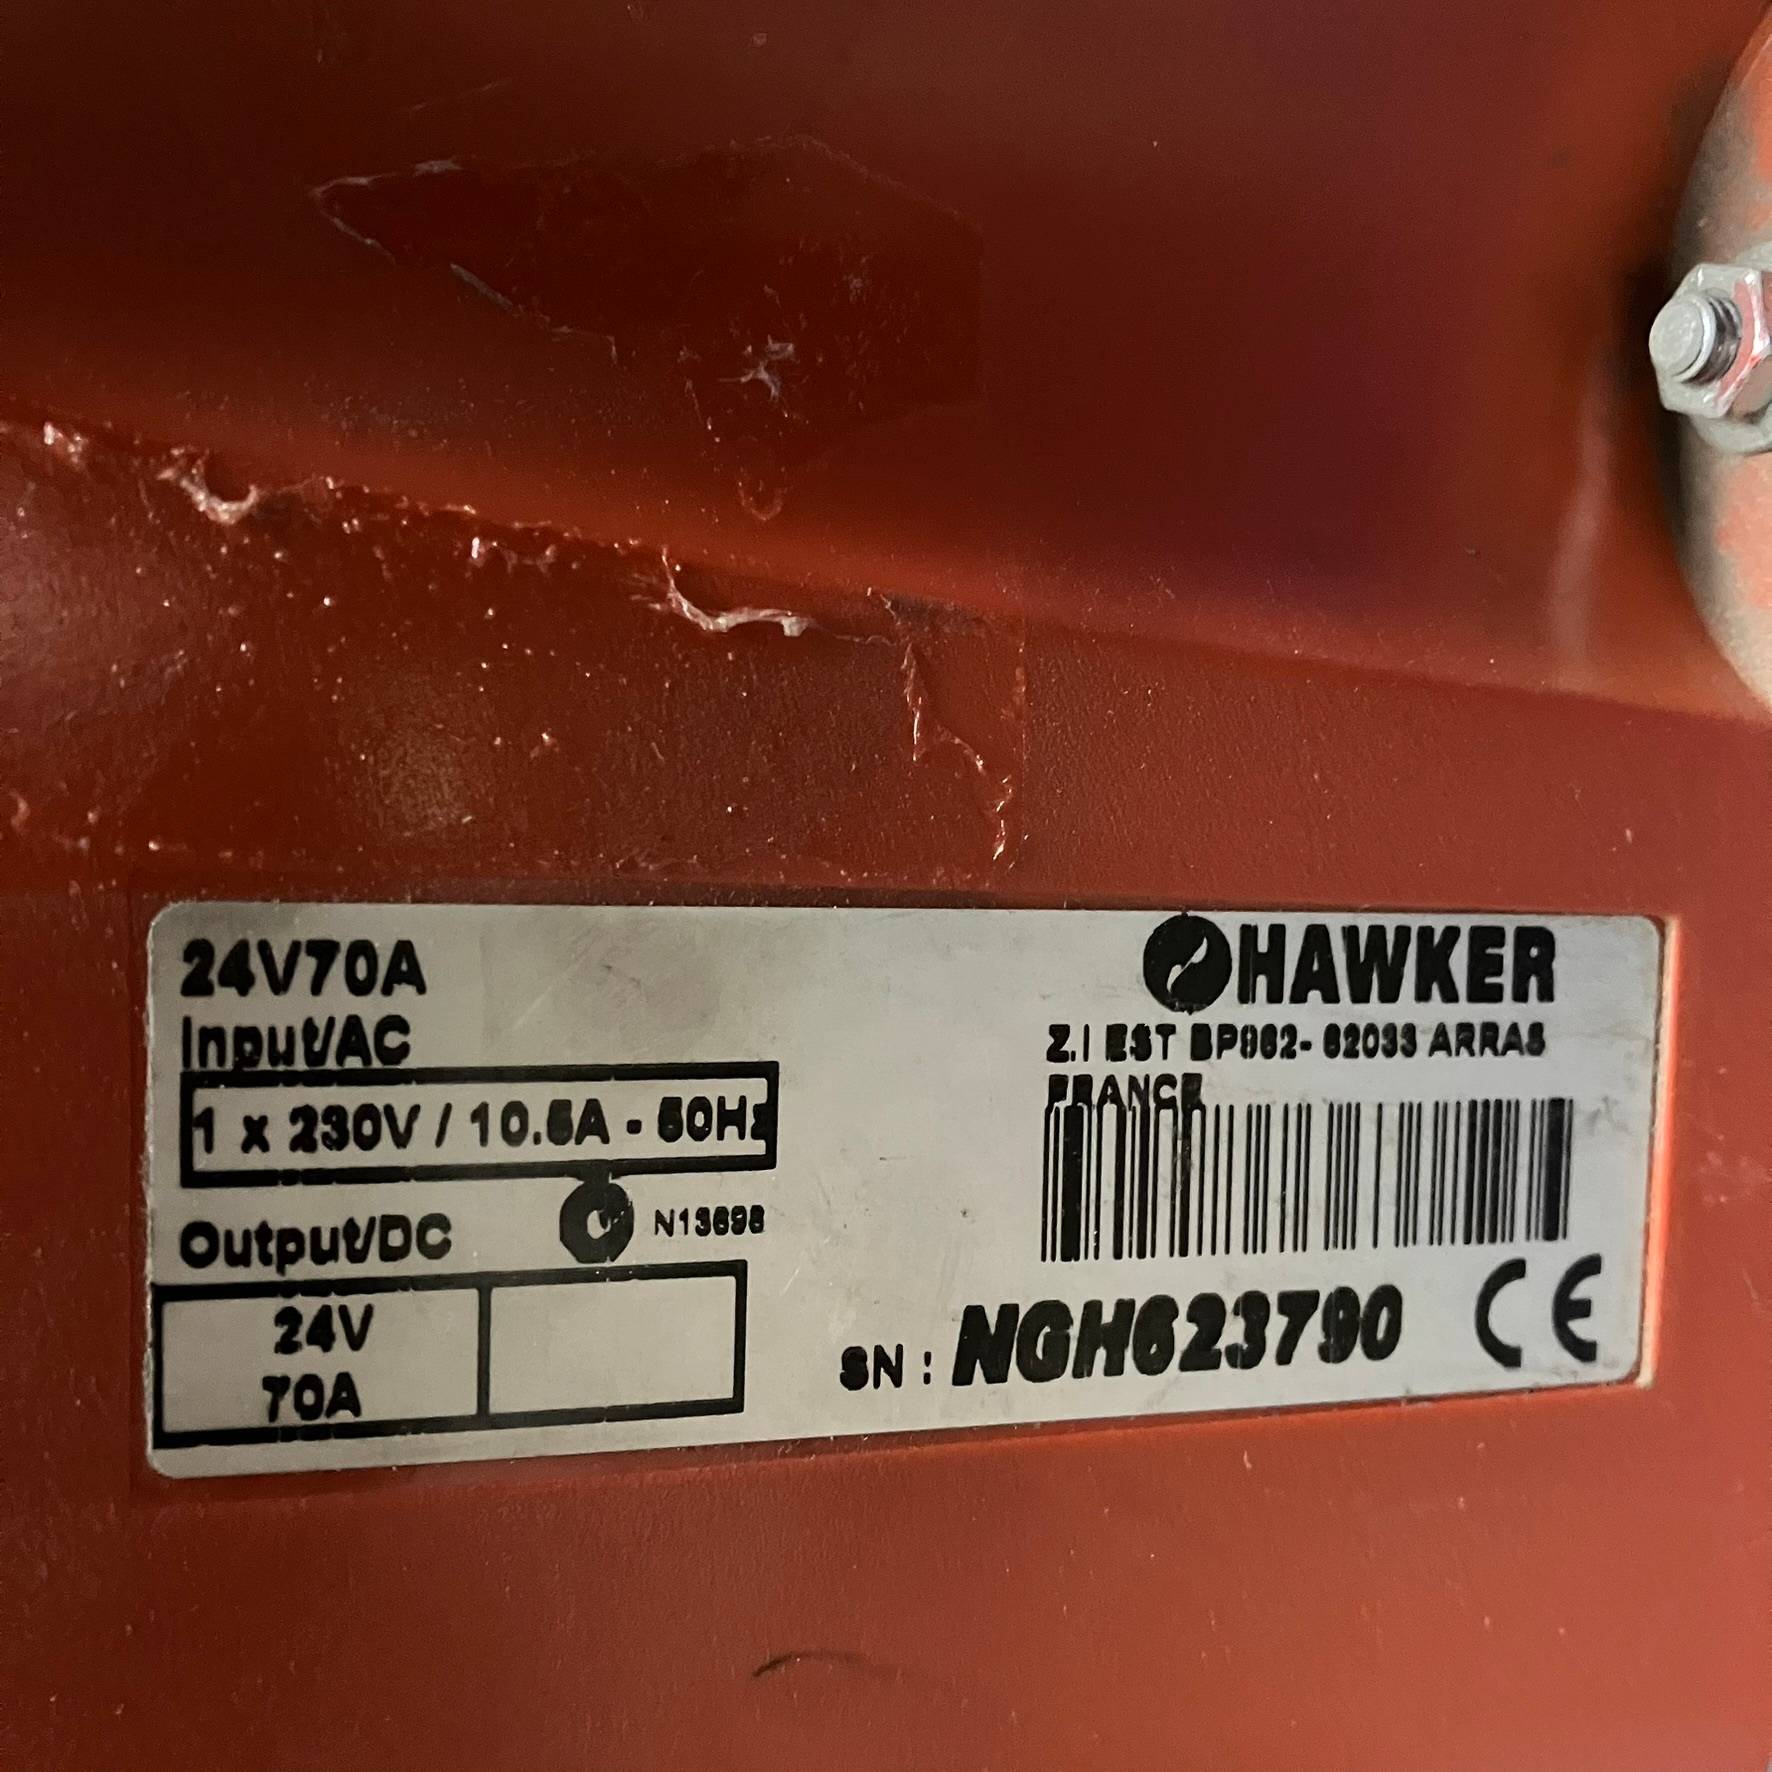 24V70A
Input/AC
1 x 230V / 10.5A - 50Hz
N13698
Output/DC
24V
70A
HAWKER
Z.I EST BP962- 62033 ARRAS
FRANCE
SN : NGH623790
CE